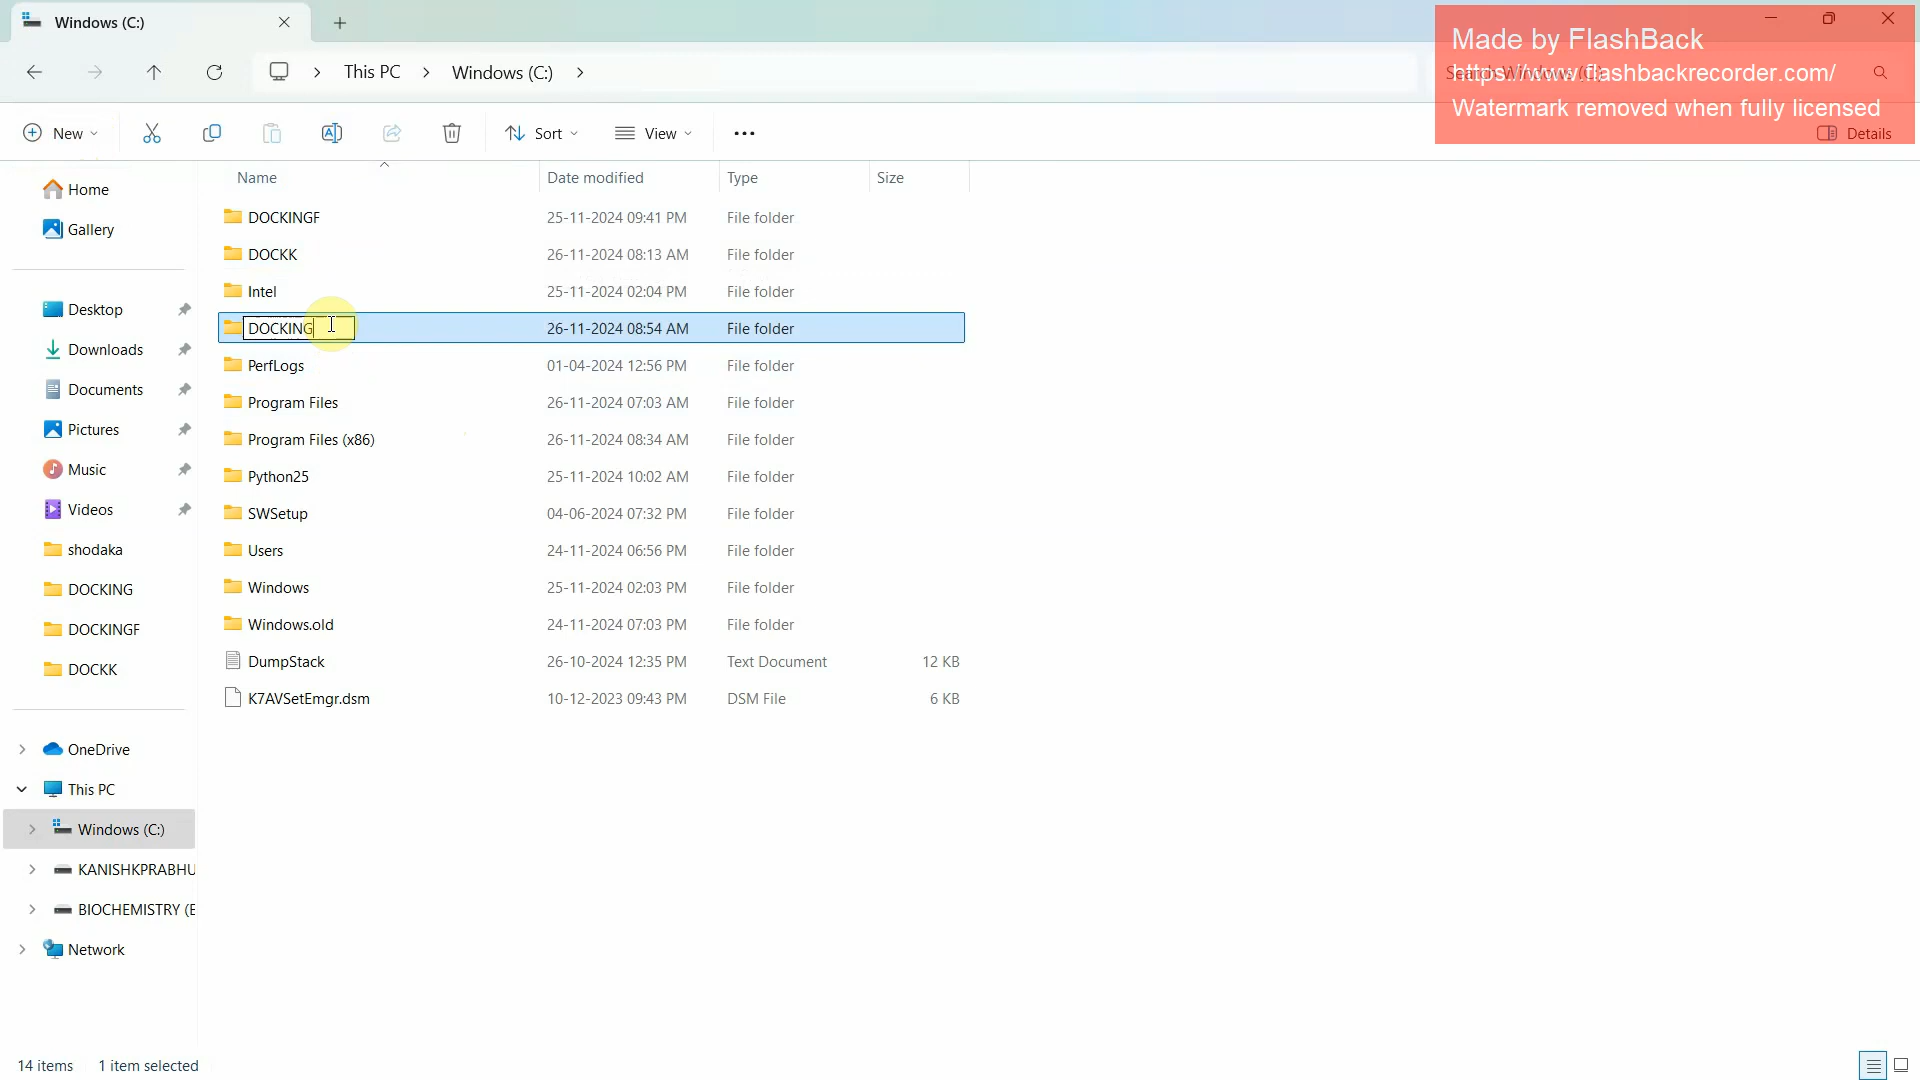 Windows (C:)
Made by FlashBack
https://www.flashbackrecorder.com/
Watermark removed when fully licensed
This PC
Windows (C:)
New
Sort
View
Details
Name Date modified Type Size
Home
Gallery
Desktop
Downloads
Documents
Pictures
Music
Videos
shodaka
DOCKING
DOCKINGF
DOCKK
OneDrive
This PC
Windows (C:)
KANISHKPRABHU
BIOCHEMISTRY (E
Network
DOCKINGF 25-11-2024 09:41 PM File folder
DOCKK 26-11-2024 08:13 AM File folder
Intel 25-11-2024 02:04 PM File folder
DOCKING 26-11-2024 08:54 AM File folder
PerfLogs 01-04-2024 12:56 PM File folder
Program Files 26-11-2024 07:03 AM File folder
Program Files (x86) 26-11-2024 08:34 AM File folder
Python25 25-11-2024 10:02 AM File folder
SWSetup 04-06-2024 07:32 PM File folder
Users 24-11-2024 06:56 PM File folder
Windows 25-11-2024 02:03 PM File folder
Windows.old 24-11-2024 07:03 PM File folder
DumpStack 26-10-2024 12:35 PM Text Document 12 KB
K7AVSetEmgr.dsm 10-12-2023 09:43 PM DSM File 6 KB
14 items 1 item selected